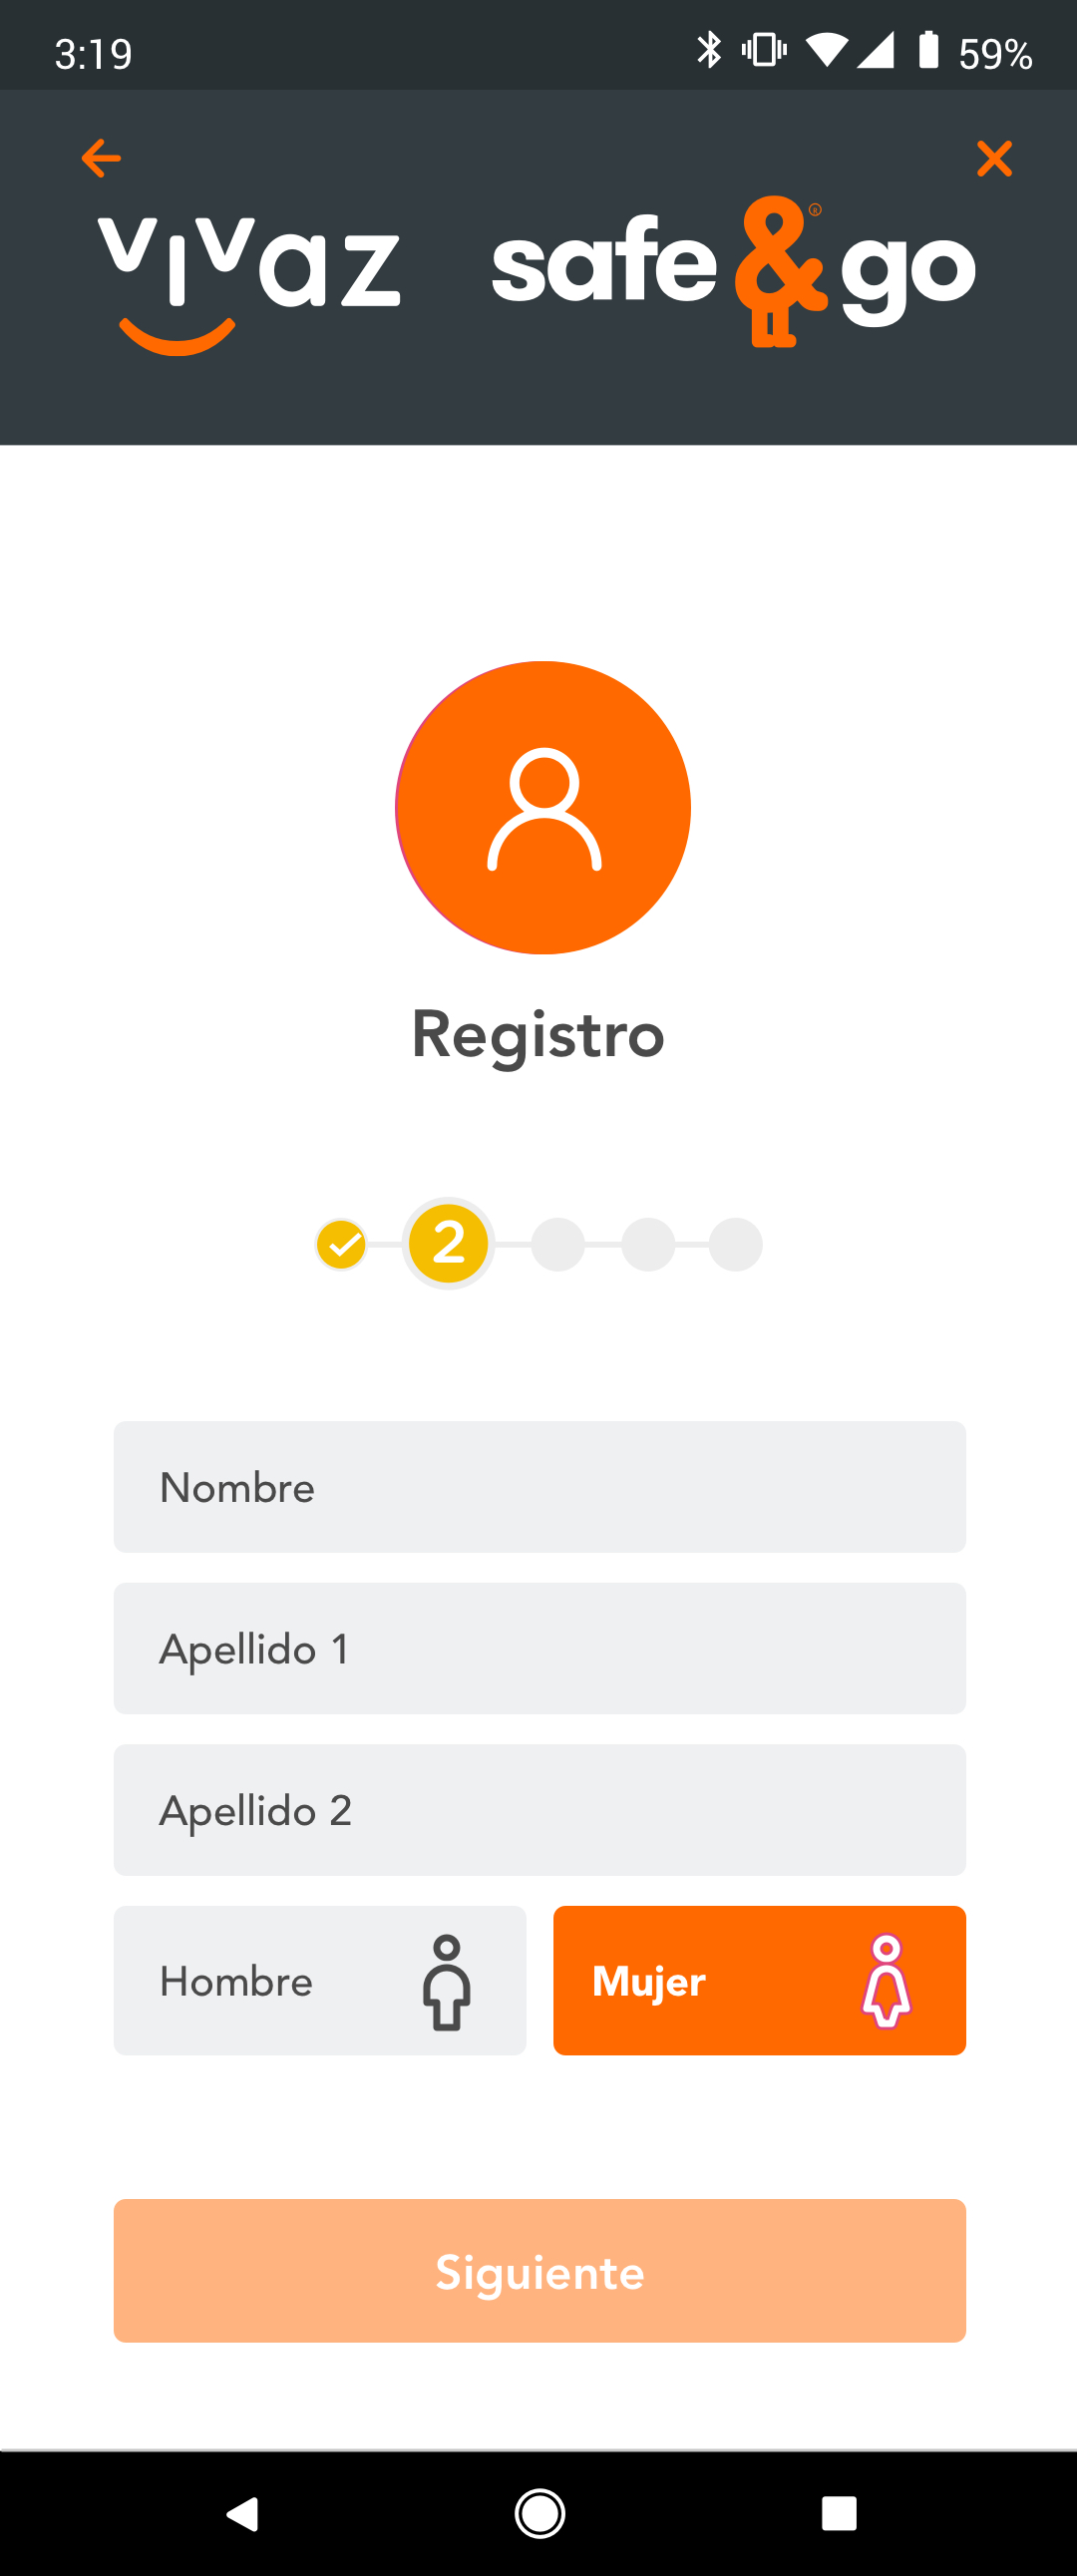 3:19 59%
vivaz safe & go
Registro
2
Nombre
Apellido 1
Apellido 2
Hombre Mujer
Siguiente